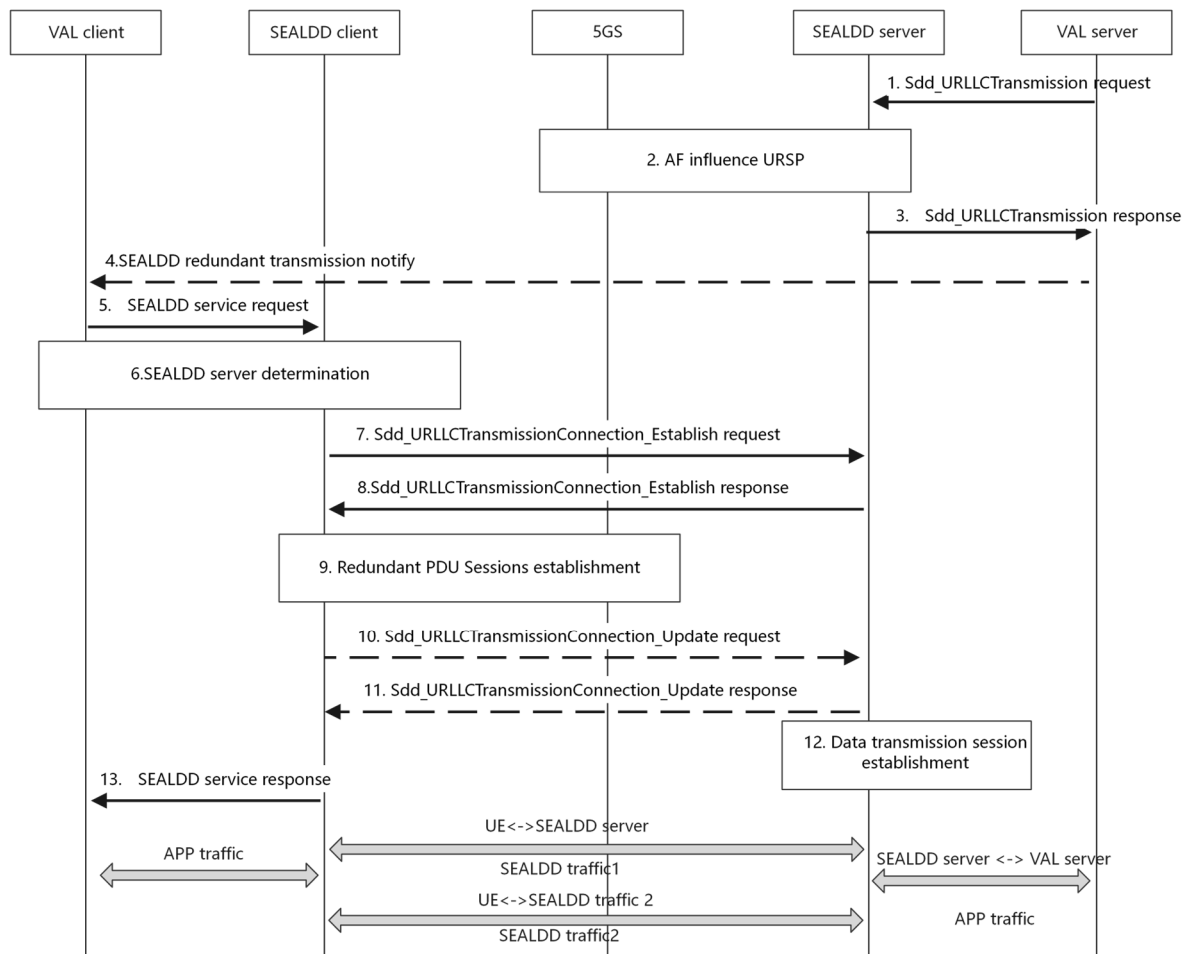 VAL client
SEALDD client
5GS
SEALDD server
VAL server
1. Sdd_URLLCTransmission request
2. AF influence URSP
3. Sdd_URLLCTransmission response
4.SEALDD redundant transmission notify
5. SEALDD service request
6.SEALDD server determination
7. Sdd_URLLCTransmissionConnection_Establish request
8.Sdd_URLLCTransmissionConnection_Establish response
9. Redundant PDU Sessions establishment
10. Sdd_URLLCTransmissionConnection_Update request
11. Sdd_URLLCTransmissionConnection_Update response
12. Data transmission session
establishment
13. SEALDD service response
UE<->SEALDD server
APP traffic
SEALDD traffic1
SEALDD server <-> VAL server
UE<->SEALDD traffic 2
APP traffic
SEALDD traffic2